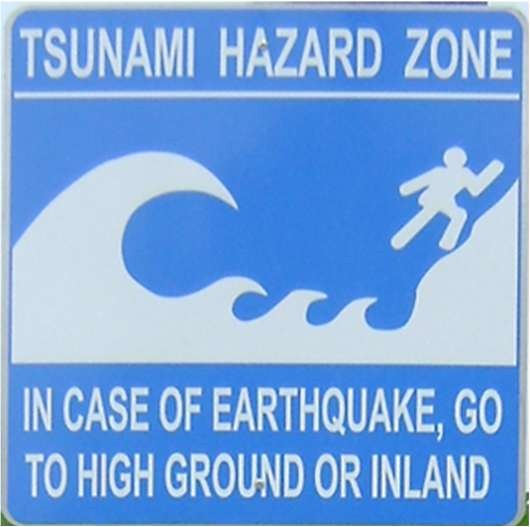 TSUNAMI HAZARD ZONE
IN CASE OF EARTHQUAKE, GO
TO HIGH GROUND OR INLAND